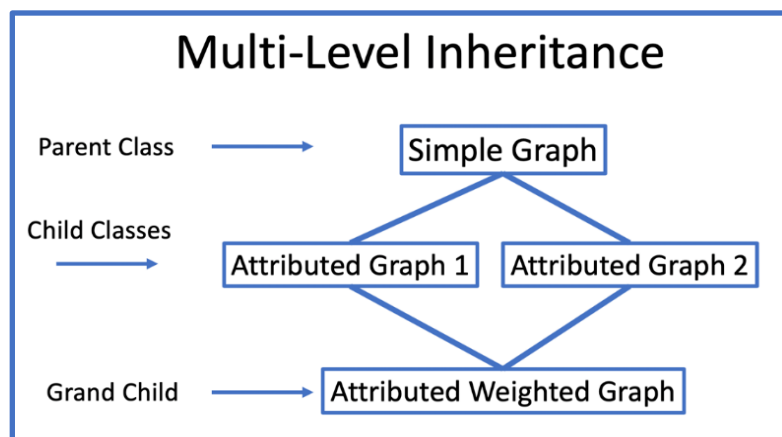 Multi-Level Inheritance
Parent Class
Simple Graph
Child Classes
Attributed Graph 1
Attributed Graph 2
Grand Child
Attributed Weighted Graph